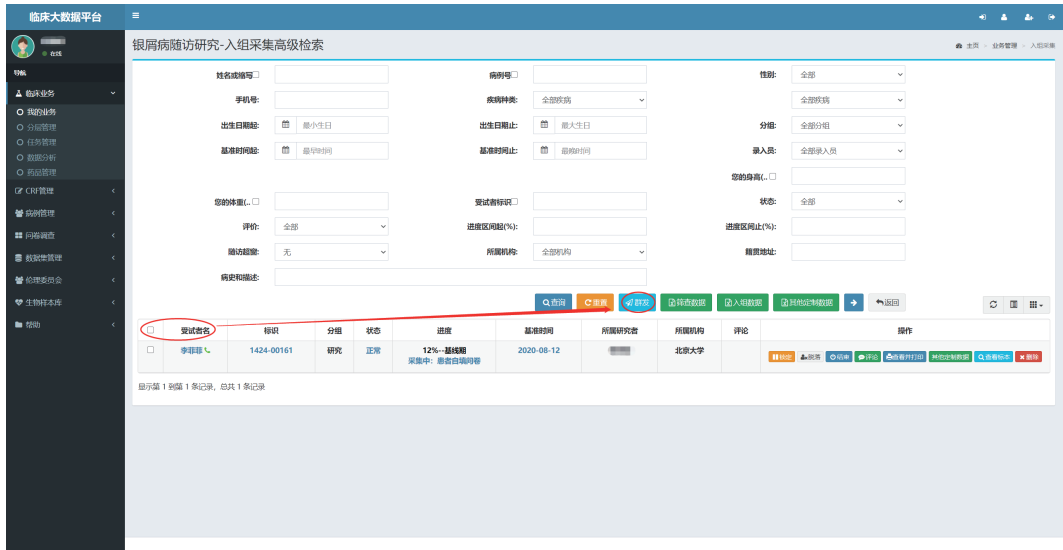 临床大数据平台
在线
导航
临床业务
我的业务
分层管理
任务管理
数据分析
药品管理
CRF管理
病例管理
问卷调查
数据集管理
伦理委员会
生物样本库
帮助
银屑病随访研究-入组采集高级检索
主页 > 业务管理 > 入组采集
姓名或缩写 病例号 性别: 全部
手机号: 疾病种类: 全部疾病 全部疾病
出生日期起: 最小生日 出生日期止: 最大生日 分组: 全部分组
基准时间起: 最早时间 基准时间止: 最晚时间 录入员: 全部录入员
您的身高(..
您的体重(.. 受试者标识 状态: 全部
评价: 全部 进度区间起(%): 进度区间止(%):
随访超窗: 无 所属机构: 全部机构 籍贯地址:
病史和描述:
查询 重置 群发 筛查数据 入组数据 其他定制数据 返回
受试者名 标识 分组 状态 进度 基准时间 所属研究者 所属机构 评论 操作
李菲菲 1424-00161 研究 正常 12%--基线期 2020-08-12 北京大学 锁定 脱落 结束 评论 查看并打印 其他定制数据 查看标本 删除
采集中：患者自填问卷
显示第 1 到第 1 条记录，总共 1 条记录